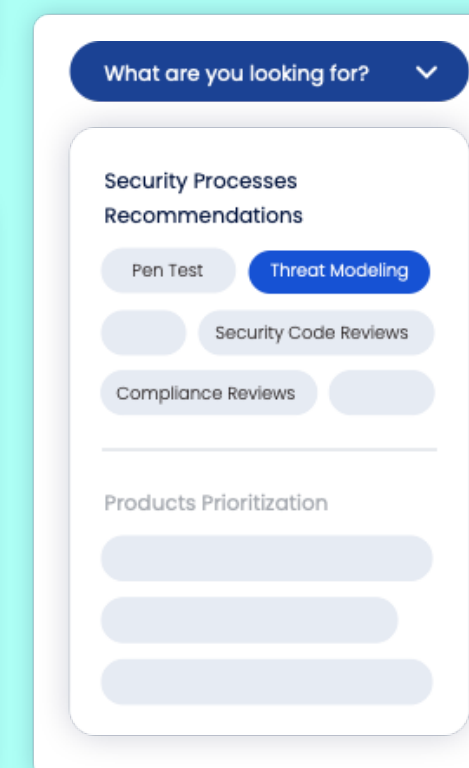 What are you looking for?
Security Processes
Recommendations
Pen Test
Threat Modeling
Security Code Reviews
Compliance Reviews
Products Prioritization